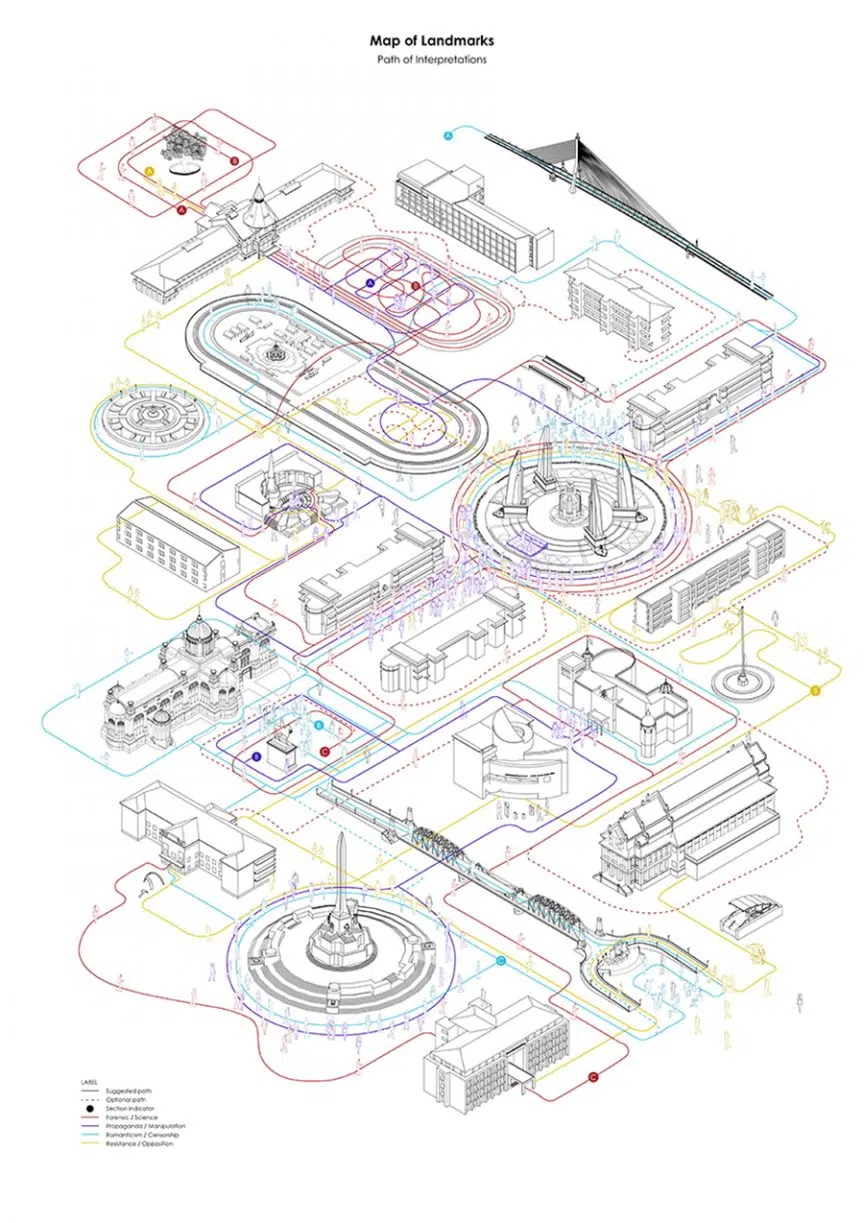 Map of Landmarks
Path of Interpretations
A
B
A
A
A
B
B
B
B
C
C
C
LABEL
Suggested path
Optional path
Section Indicator
Forensic / Science
Propaganda / Manipulation
Romanticism / Censorship
Resistance / Opposition